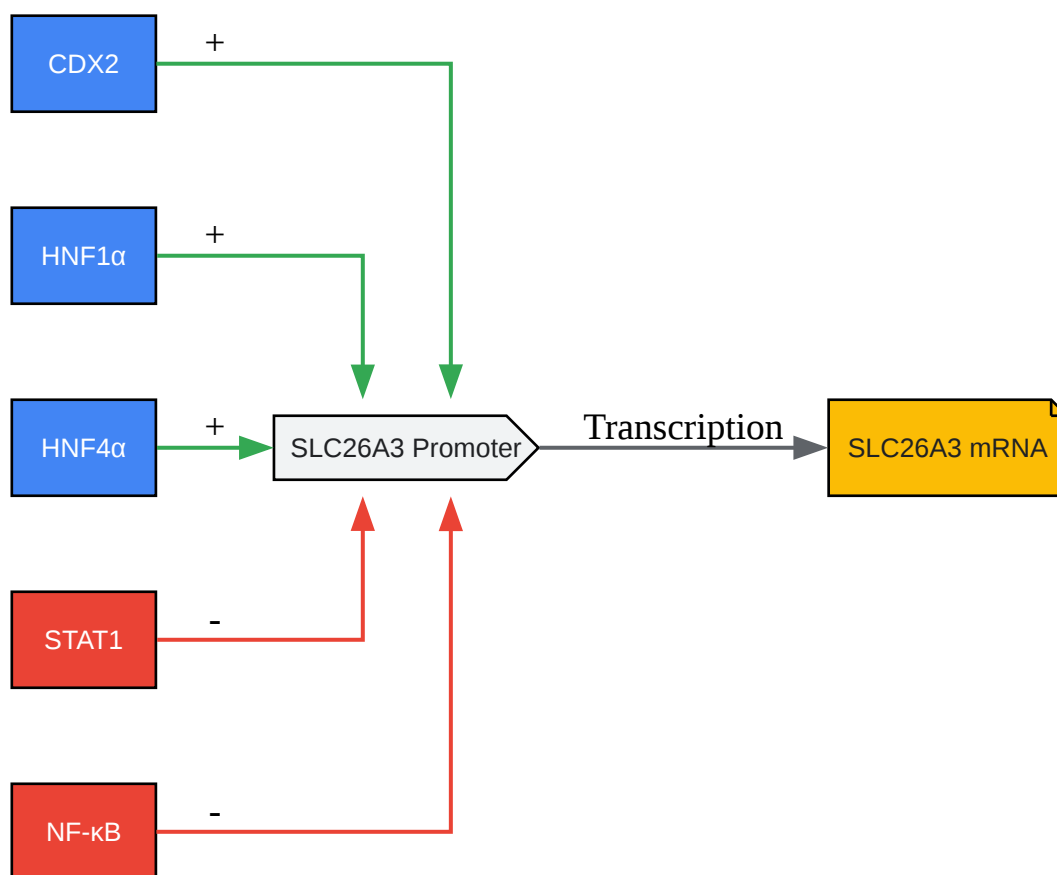 +
CDX2
+
HNF1α
+
HNF4α
SLC26A3 Promoter
Transcription
SLC26A3 mRNA
-
STAT1
-
NF-κB